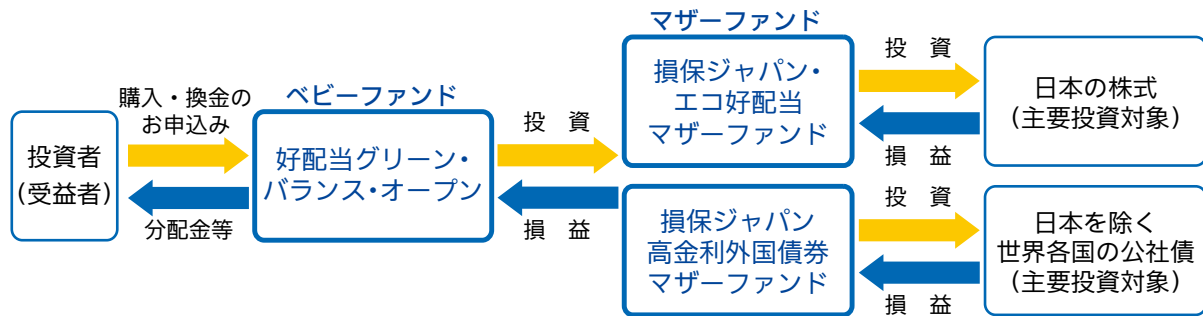 投資者
(受益者)
購入・換金の
お申込み
分配金等
ベビーファンド
好配当グリーン・
バランス・オープン
投　資
損　益
マザーファンド
損保ジャパン・
エコ好配当
マザーファンド
投　資
損　益
日本の株式
(主要投資対象)
損保ジャパン
高金利外国債券
マザーファンド
投　資
損　益
日本を除く
世界各国の公社債
(主要投資対象)